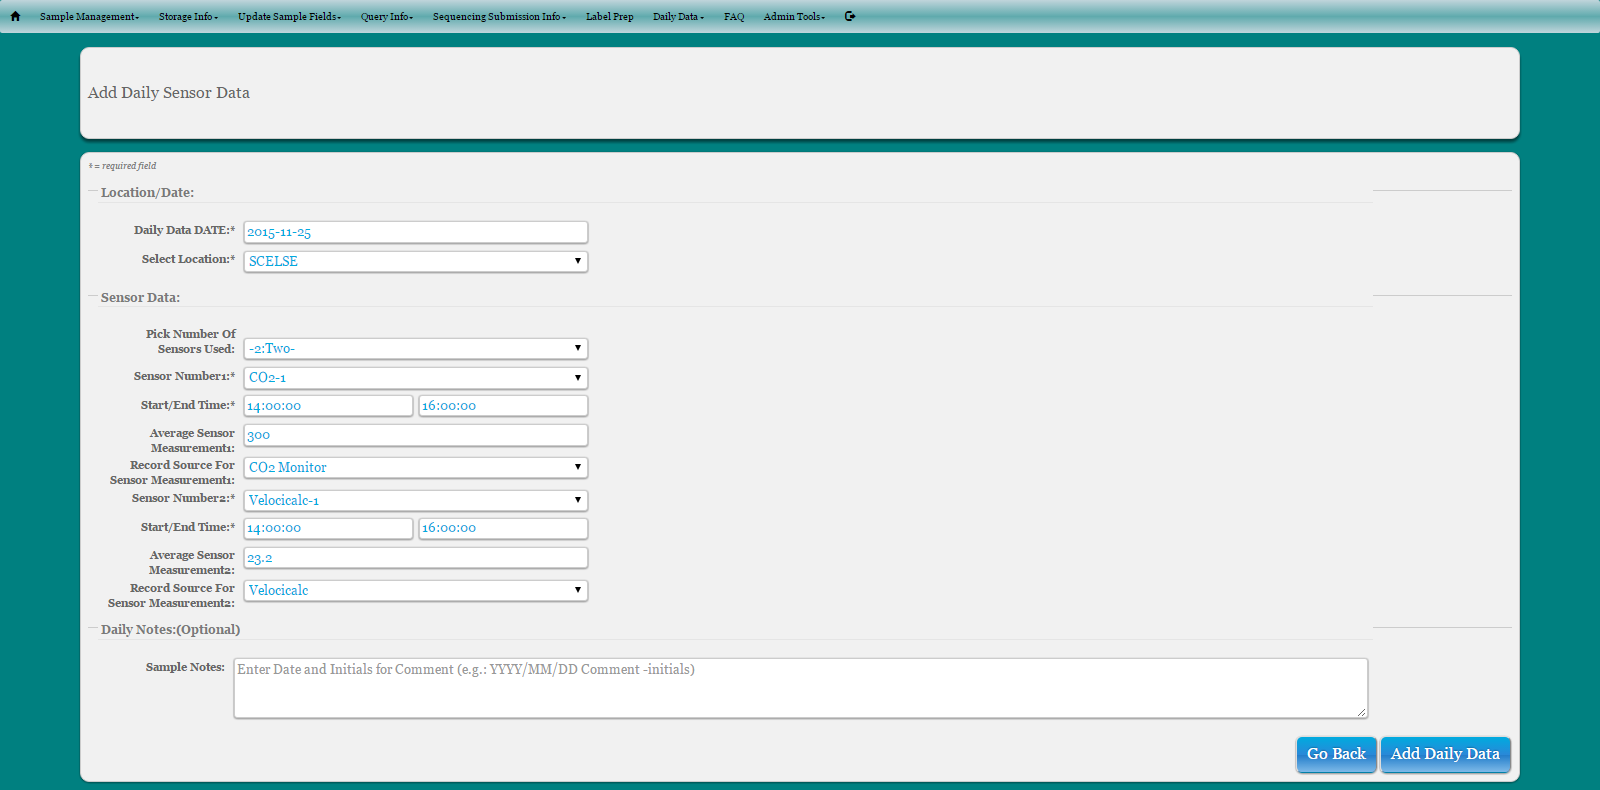 Sample Management Storage Info Update Sample Fields Query Info Sequencing Submission Info Label Prep Daily Data FAQ Admin Tools
Add Daily Sensor Data
* = required field
Location/Date:
Daily Data DATE:* 2015-11-25
Select Location:* SCELSE
Sensor Data:
Pick Number Of
Sensors Used: -2:Two-
Sensor Number1:* CO2-1
Start/End Time:* 14:00:00 16:00:00
Average Sensor
Measurement1: 300
Record Source For
Sensor Measurement1: CO2 Monitor
Sensor Number2:* Velocicalc-1
Start/End Time:* 14:00:00 16:00:00
Average Sensor
Measurement2: 23.2
Record Source For
Sensor Measurement2: Velocicalc
Daily Notes:(Optional)
Sample Notes: Enter Date and Initials for Comment (e.g.: YYYY/MM/DD Comment -initials)
Go Back Add Daily Data